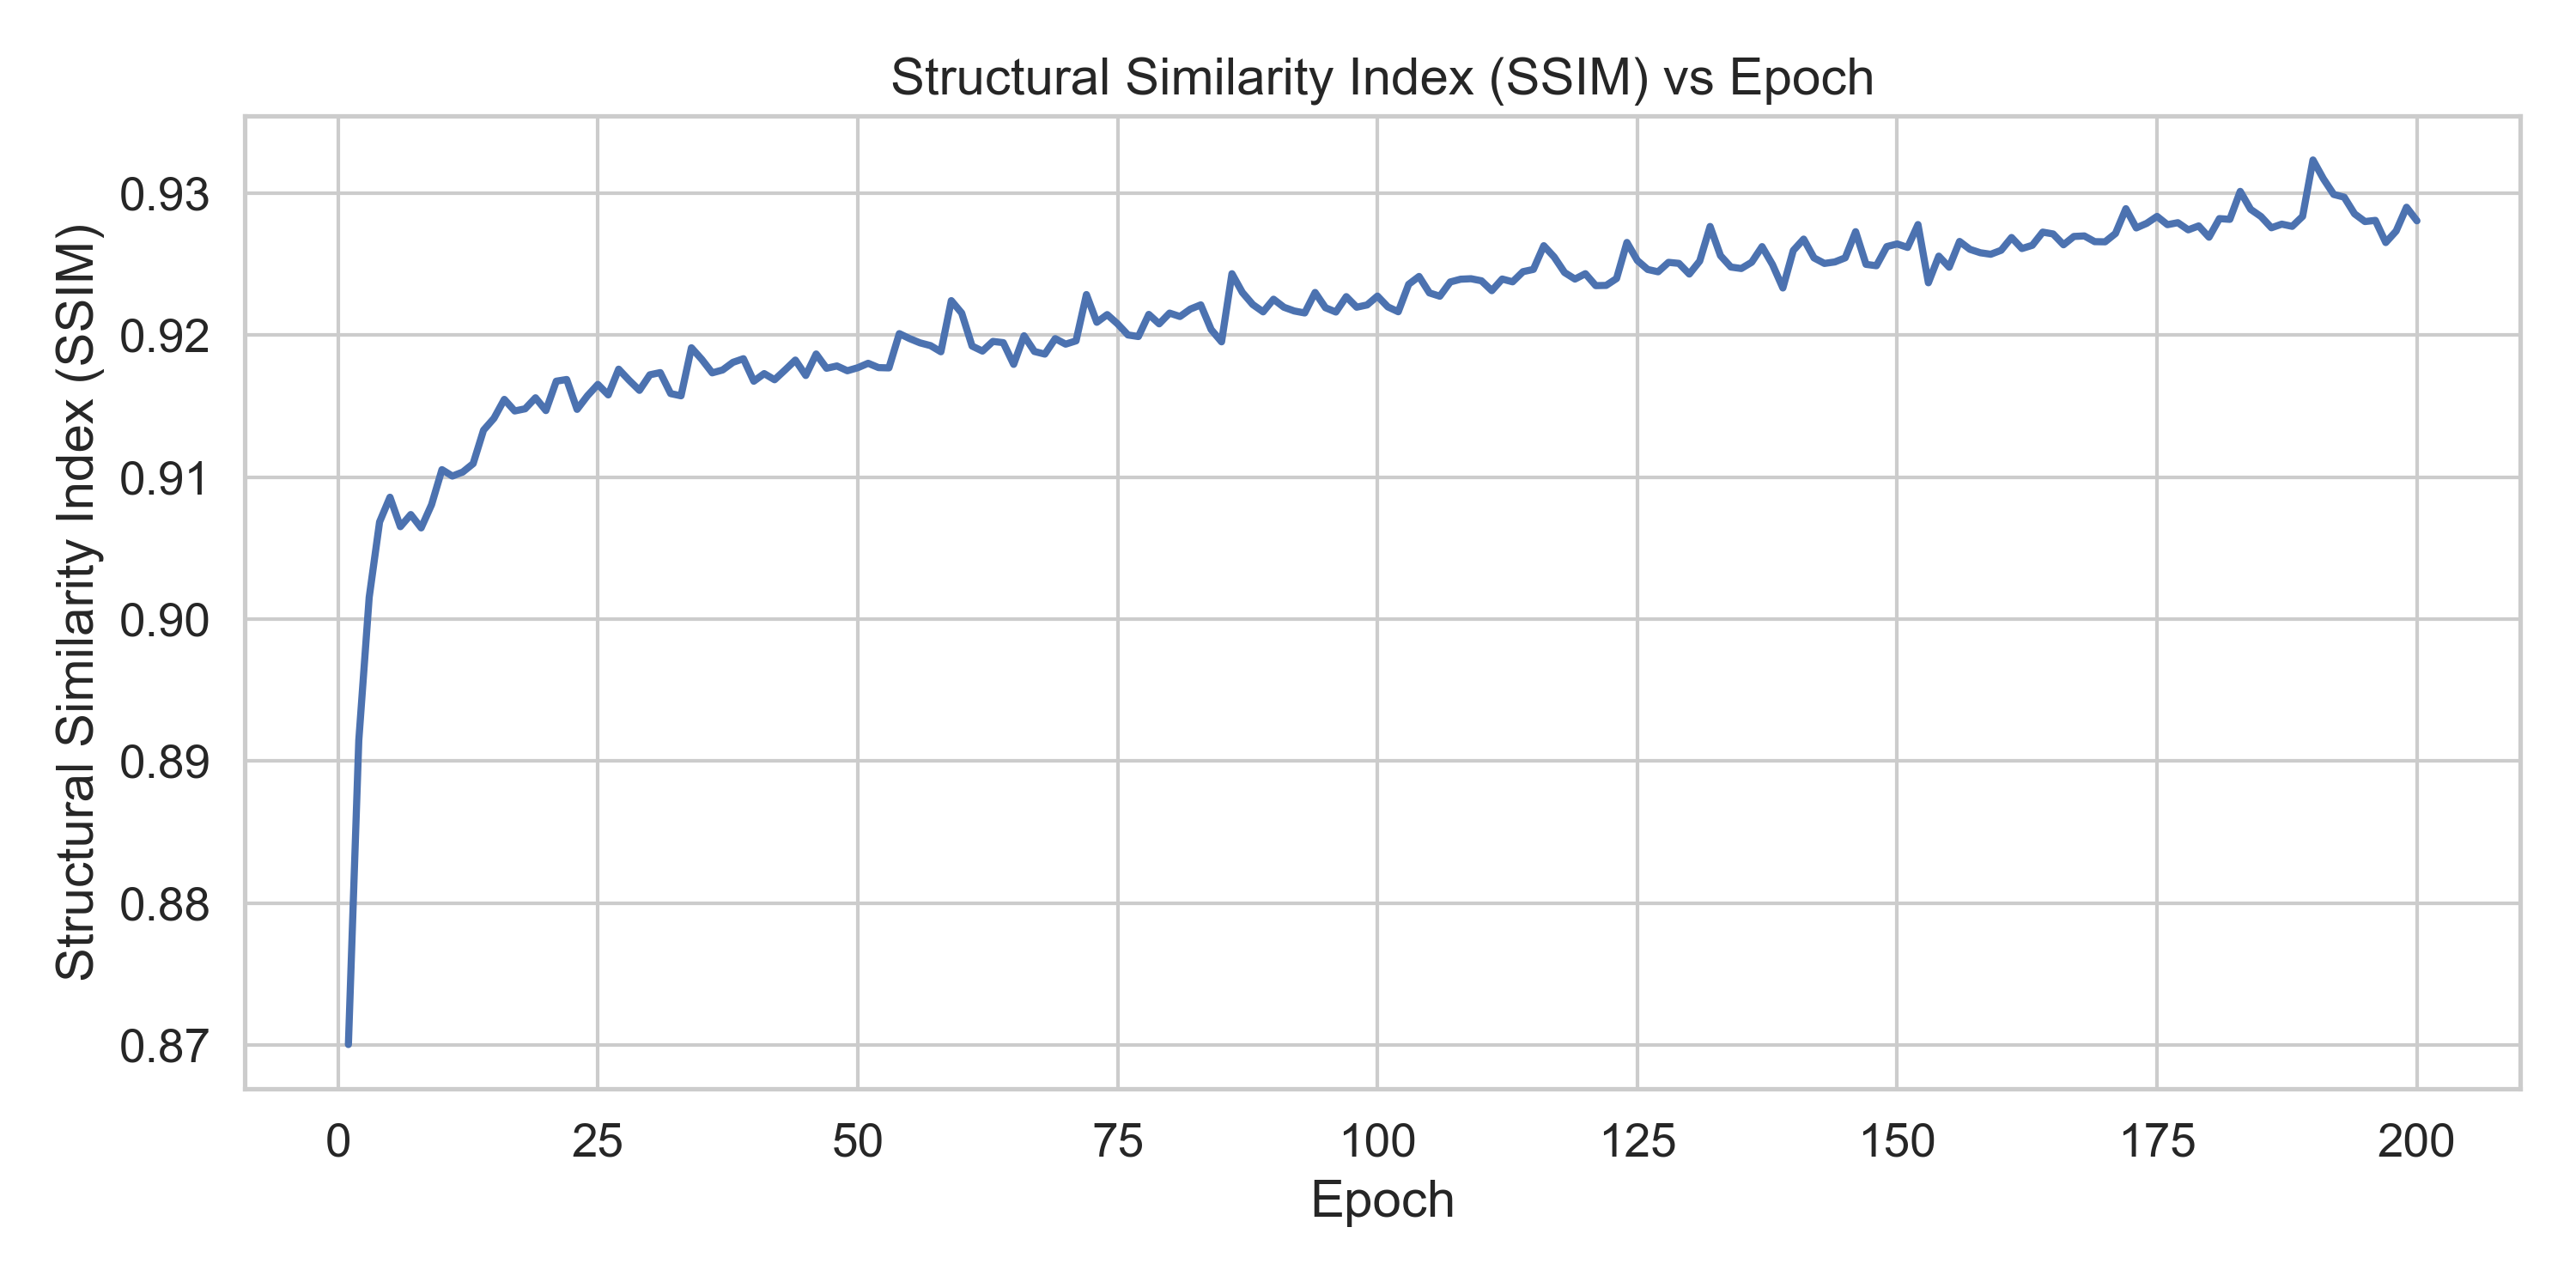 Structural Similarity Index (SSIM) vs Epoch
Structural Similarity Index (SSIM)
0.93
0.92
0.91
0.90
0.89
0.88
0.87
0 25 50 75 100 125 150 175 200
Epoch